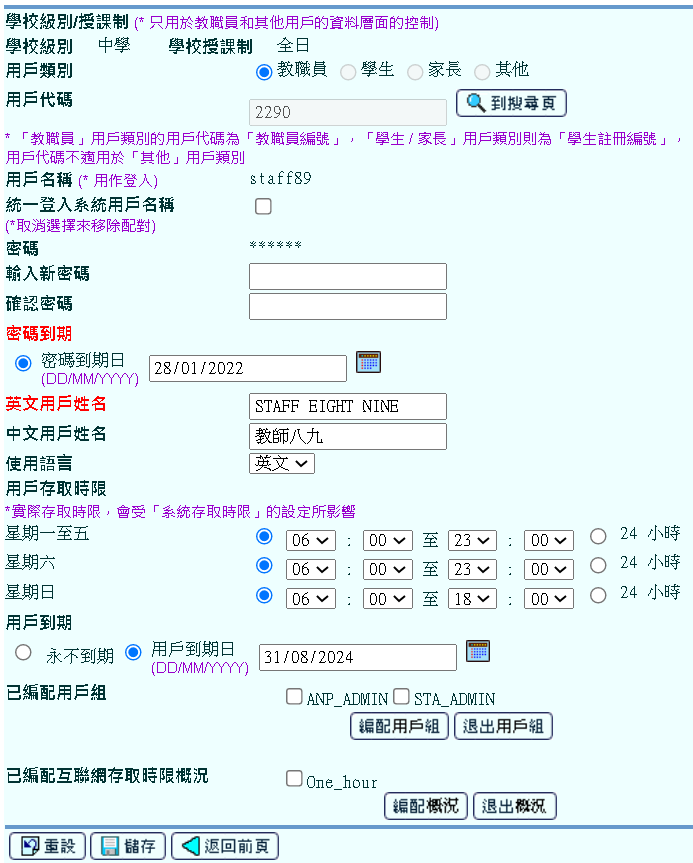 學校級別/授課制 (* 只用於教職員和其他用戶的資料層面的控制)
學校級別 中學 學校授課制 全日
用戶類別 教職員 學生 家長 其他
用戶代碼 2290 到搜尋頁
* 「教職員」用戶類別的用戶代碼為「教職員編號」，「學生 / 家長」用戶類別則為「學生註冊編號」，
用戶代碼不適用於「其他」用戶類別
用戶名稱 (* 用作登入) staff89
統一登入系統用戶名稱
(*取消選擇來移除配對)
密碼 ******
輸入新密碼
確認密碼
密碼到期
密碼到期日 28/01/2022
(DD/MM/YYYY)
英文用戶姓名 STAFF EIGHT NINE
中文用戶姓名 教師八九
使用語言 英文
用戶存取時限
*實際存取時限，會受「系統存取時限」的設定所影響
星期一至五 06 : 00 至 23 : 00 24 小時
星期六 06 : 00 至 23 : 00 24 小時
星期日 06 : 00 至 18 : 00 24 小時
用戶到期
永不到期 用戶到期日 31/08/2024
(DD/MM/YYYY)
已編配用戶組 ANP_ADMIN STA_ADMIN
編配用戶組 退出用戶組
已編配互聯網存取時限概況 One_hour
編配概況 退出概況
重設 儲存 返回前頁